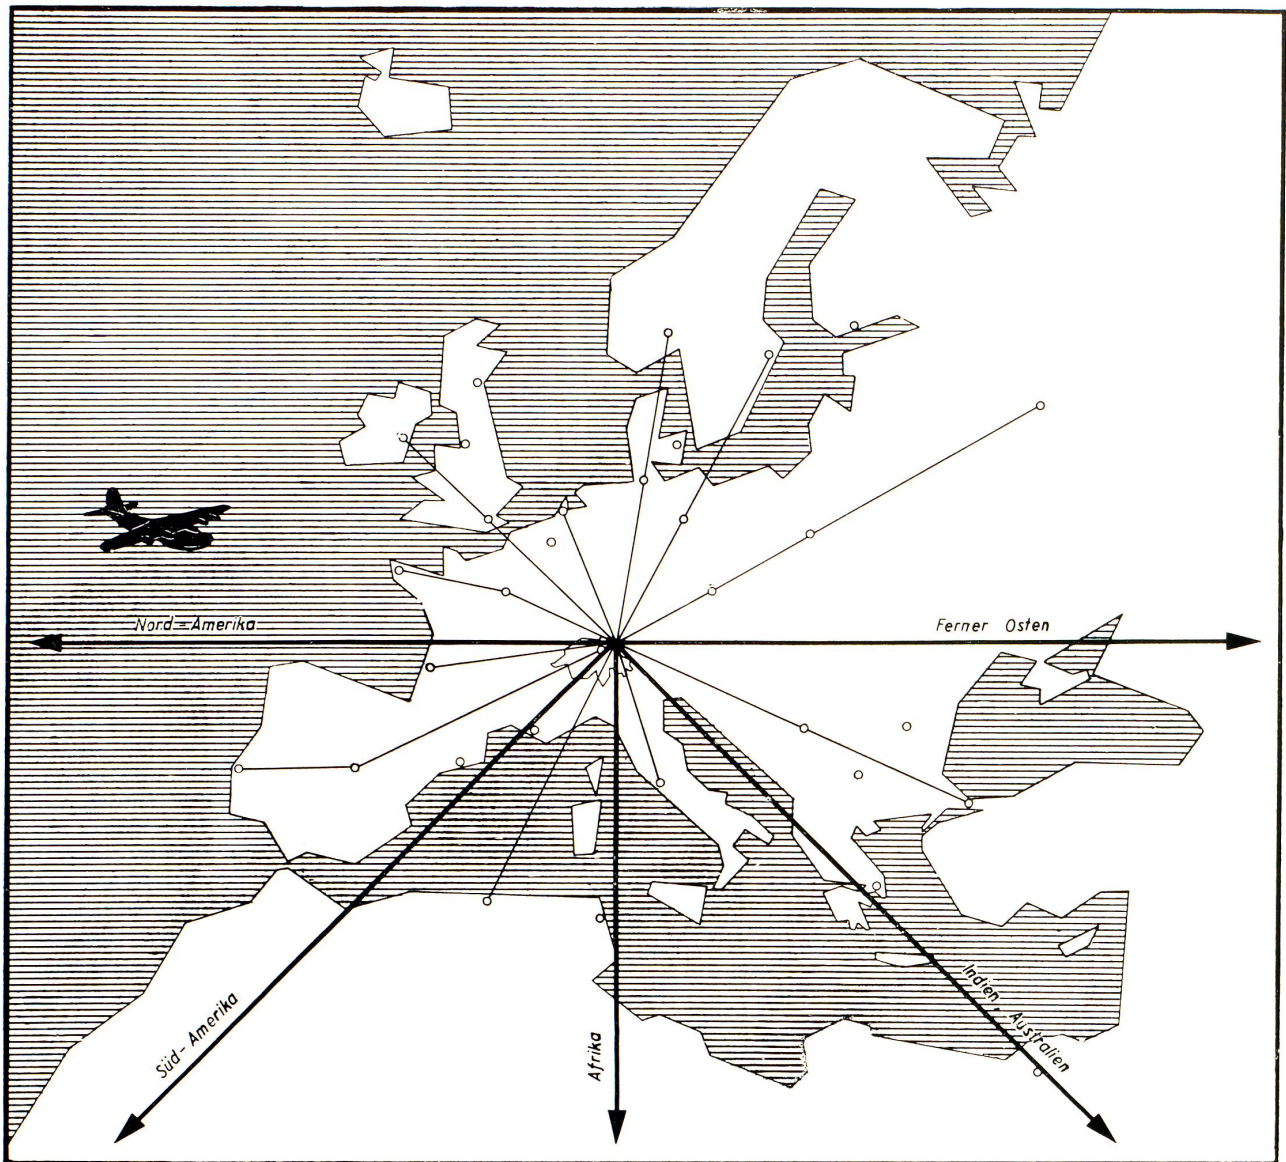 Nord-Amerika
Ferner Osten
Süd-Amerika
Afrika
Indien, Australien